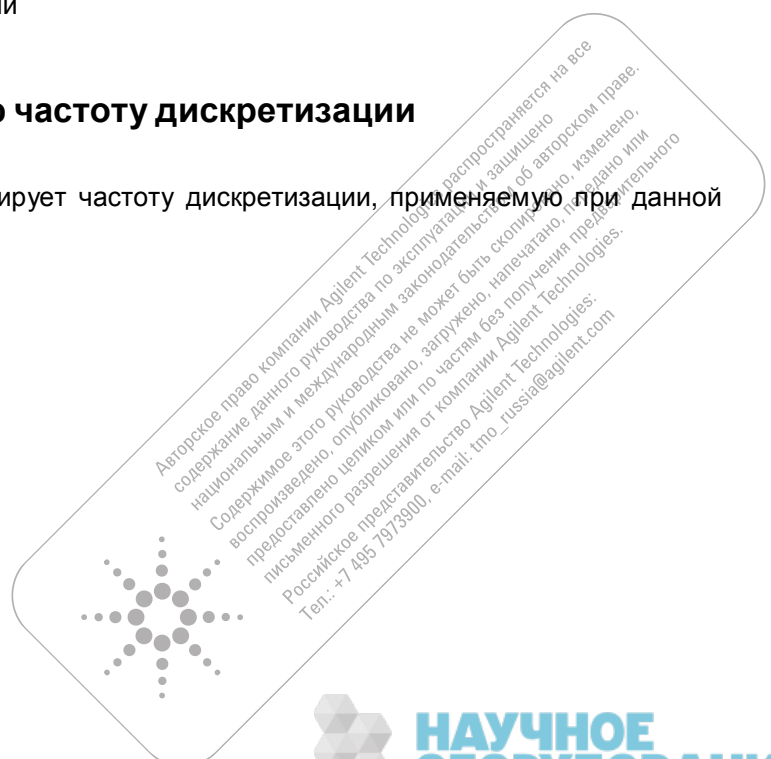 о частоту дискретизации
ирует частоту дискретизации, применяемую при данной
Авторское право компании Agilent Technologies распространяется на все
содержание данного руководства по эксплуатации и защищено
национальным и международным законодательством об авторском праве.
Содержимое этого руководства не может быть скопировано, изменено,
воспроизведено, опубликовано, загружено, напечатано, передано или
предоставлено целиком или по частям без получения предварительного
письменного разрешения от компании Agilent Technologies.
Российское представительство Agilent Technologies:
Тел.: +7 495 7973900, e-mail: tmo_russia@agilent.com
НАУЧНОЕ